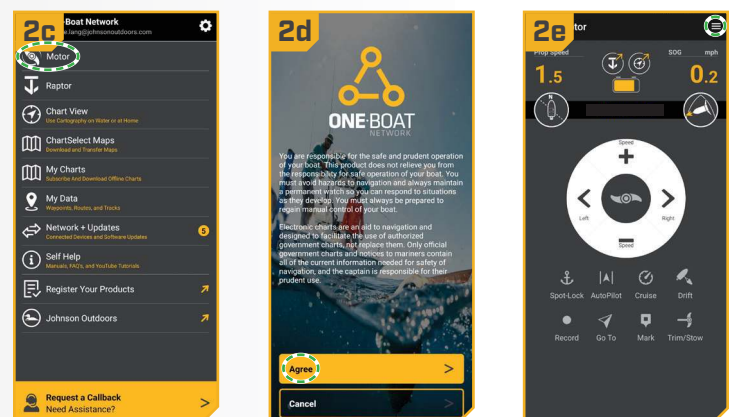 2c
-Boat Network
e.lang@johnsonoutdoors.com
Motor
Raptor
Chart View
Use Cartography on Water or at Home
ChartSelect Maps
Download and Transfer Maps
My Charts
Subscribe And Download Offline Charts
My Data
Waypoints, Routes, and Tracks
Network + Updates
Connected Devices and Software Updates
5
Self Help
Manuals, FAQ's, and YouTube Tutorials
Register Your Products
Johnson Outdoors
Request a Callback
Need Assistance?
2d
ONE·BOAT
NETWORK
You are responsible for the safe and prudent operation
of your boat. This product does not relieve you from
the responsibility for safe operation of your boat. You
must avoid hazards to navigation and always maintain
a permanent watch so you can respond to situations
as they develop. You must always be prepared to
regain manual control of your boat.
Electronic charts are an aid to navigation and
designed to facilitate the use of authorized
government charts, not replace them. Only official
government charts and notices to mariners contain
all of the current information needed for safety of
navigation, and the captain is responsible for their
prudent use.
Agree
Cancel
2e
tor
Prop Speed
SOG mph
1.5
0.2
N
Speed
Left
Right
Speed
Spot-Lock AutoPilot Cruise Drift
Record Go To Mark Trim/Stow